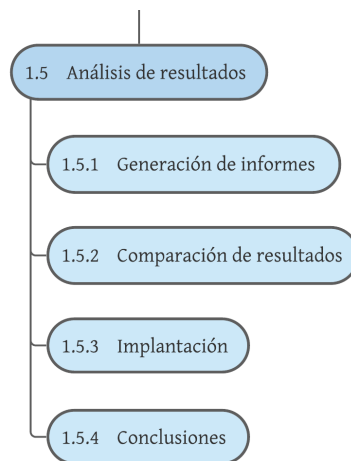 1.5 Análisis de resultados
1.5.1 Generación de informes
1.5.2 Comparación de resultados
1.5.3 Implantación
1.5.4 Conclusiones